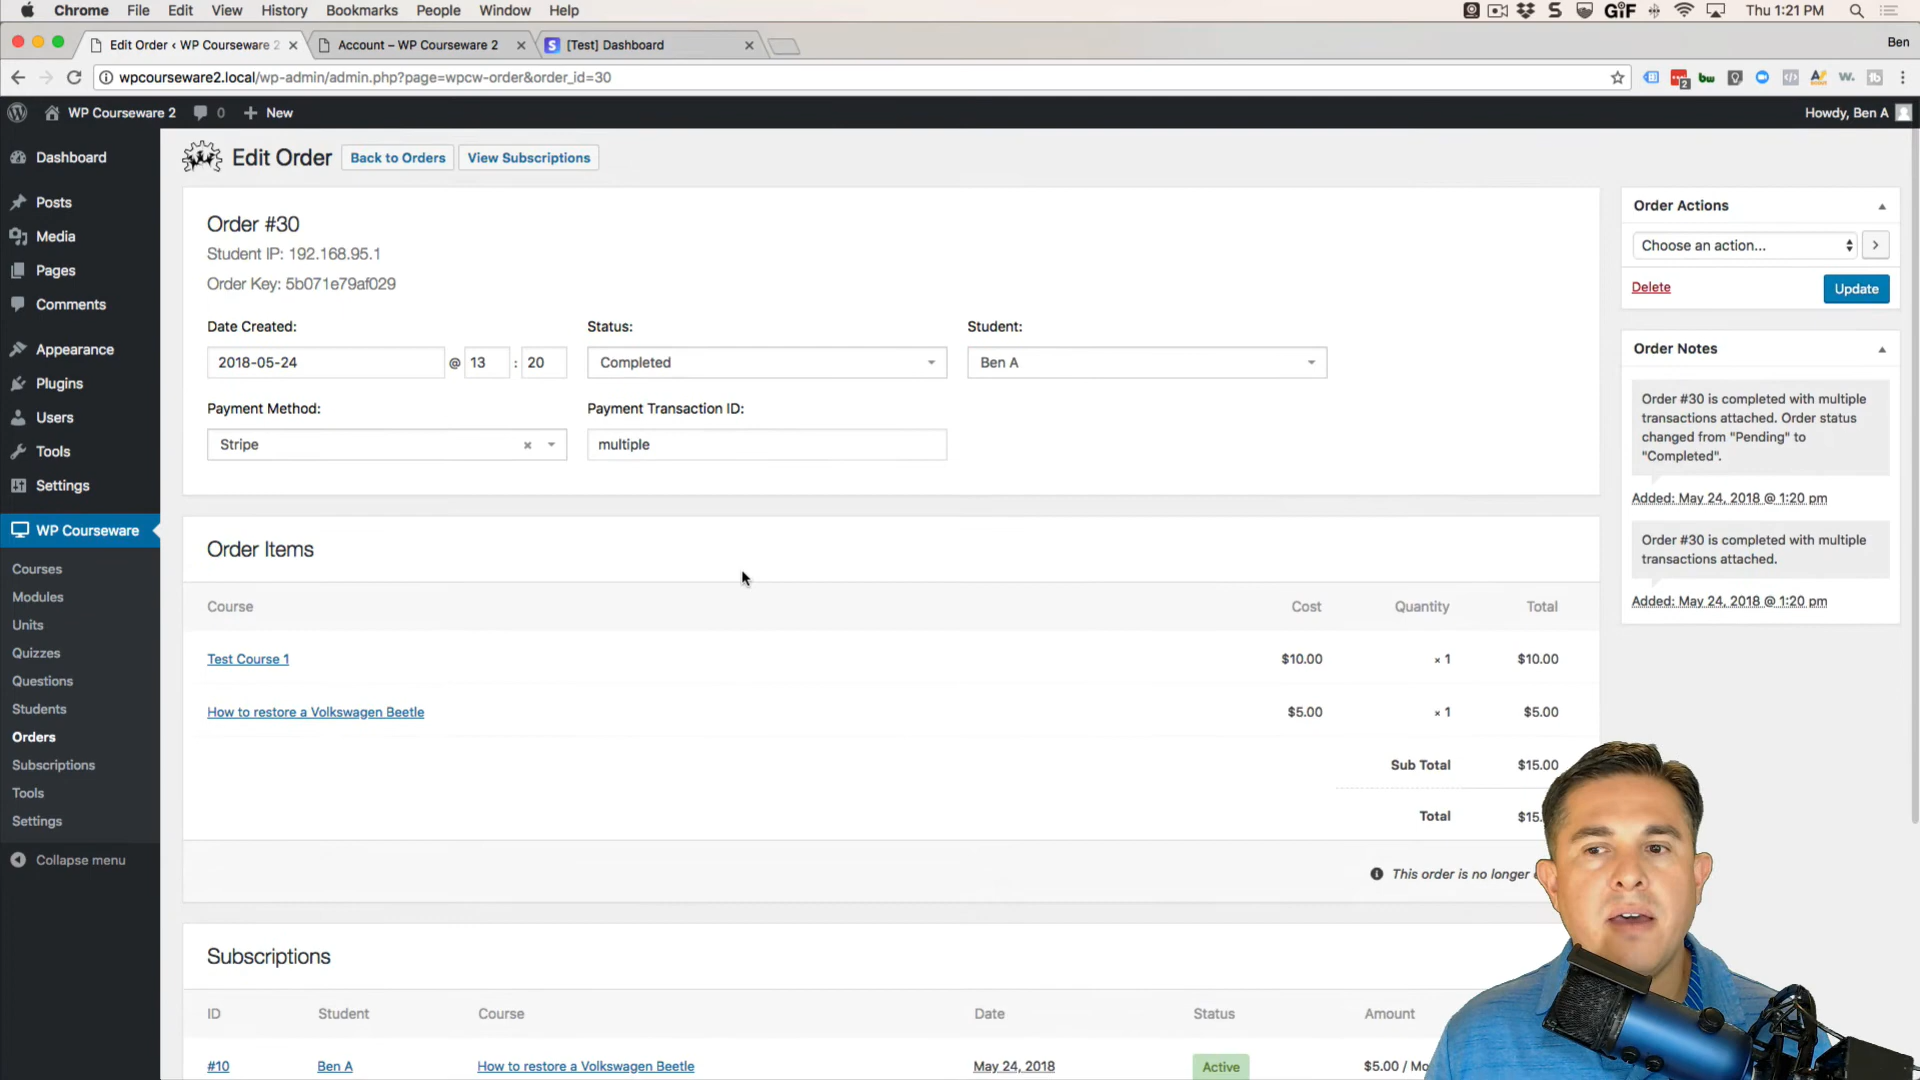 Chrome File Edit View History Bookmarks People Window Help GIF Thu 1:21 PM
Edit Order ‹ WP Courseware 2 Account – WP Courseware 2 [Test] Dashboard Ben
wpcourseware2.local/wp-admin/admin.php?page=wpcw-order&order_id=30
WP Courseware 2 0 + New Howdy, Ben A
Dashboard
Posts
Media
Pages
Comments
Appearance
Plugins
Users
Tools
Settings
WP Courseware
Courses
Modules
Units
Quizzes
Questions
Students
Orders
Subscriptions
Tools
Settings
Collapse menu
Edit Order Back to Orders View Subscriptions
Order #30
Student IP: 192.168.95.1
Order Key: 5b071e79af029
Date Created: Status: Student:
2018-05-24 @ 13 : 20 Completed Ben A
Payment Method: Payment Transaction ID:
Stripe × multiple
Order Items
Course Cost Quantity Total
Test Course 1 $10.00 × 1 $10.00
How to restore a Volkswagen Beetle $5.00 × 1 $5.00
Sub Total $15.00
Total $15.
This order is no longer
Subscriptions
ID Student Course Date Status Amount
#10 Ben A How to restore a Volkswagen Beetle May 24, 2018 Active $5.00 / Mo
Order Actions
Choose an action... >
Delete Update
Order Notes
Order #30 is completed with multiple
transactions attached. Order status
changed from "Pending" to
"Completed".
Added: May 24, 2018 @ 1:20 pm
Order #30 is completed with multiple
transactions attached.
Added: May 24, 2018 @ 1:20 pm